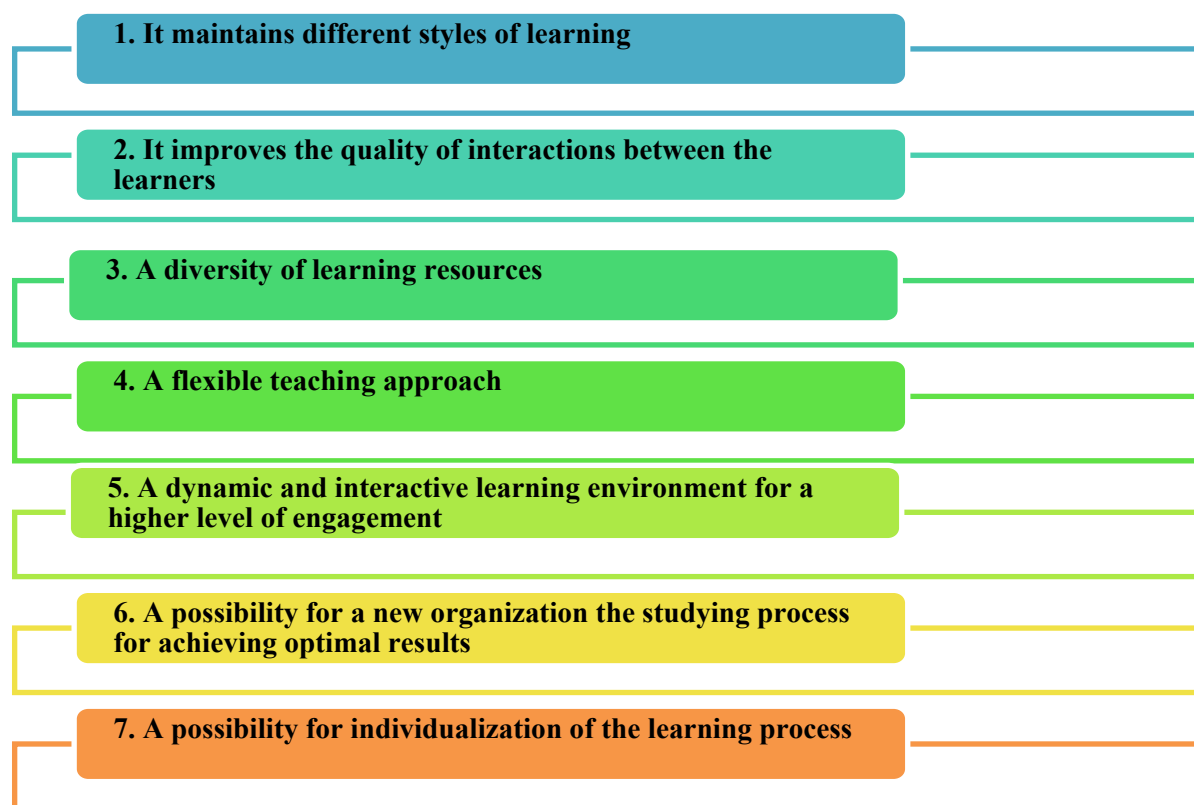 1. It maintains different styles of learning
2. It improves the quality of interactions between the
learners
3. A diversity of learning resources
4. A flexible teaching approach
5. A dynamic and interactive learning environment for a
higher level of engagement
6. A possibility for a new organization the studying process
for achieving optimal results
7. A possibility for individualization of the learning process